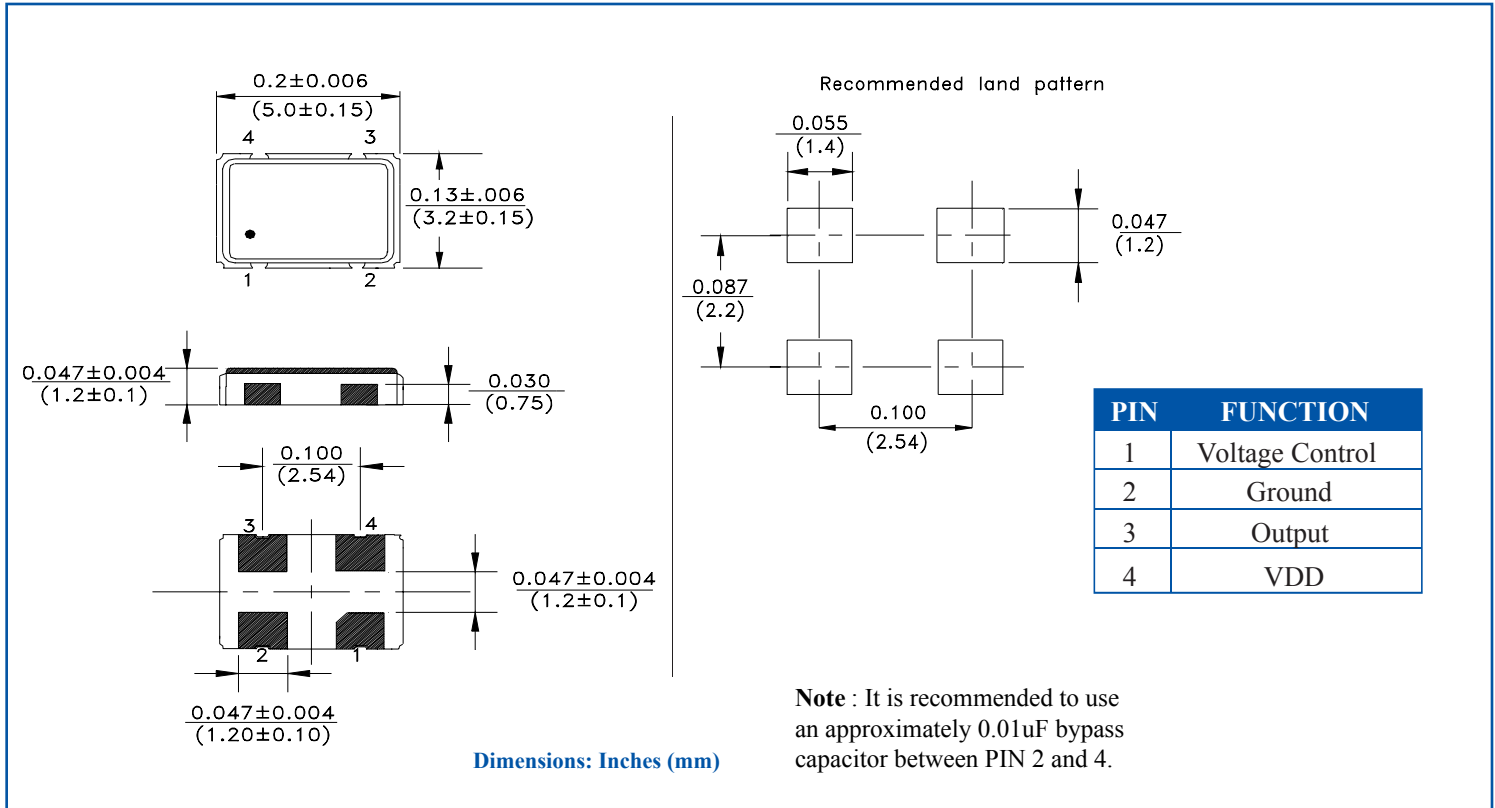 0.2±0.006
(5.0±0.15)
4 3
0.13±.006
(3.2±0.15)
1 2
0.047±0.004
(1.2±0.1)
0.030
(0.75)
0.100
(2.54)
3 4
0.047±0.004
(1.2±0.1)
2 1
0.047±0.004
(1.20±0.10)
Dimensions: Inches (mm)
Recommended land pattern
0.055
(1.4)
0.047
(1.2)
0.087
(2.2)
0.100
(2.54)
PIN FUNCTION
1 Voltage Control
2 Ground
3 Output
4 VDD
Note : It is recommended to use
an approximately 0.01uF bypass
capacitor between PIN 2 and 4.